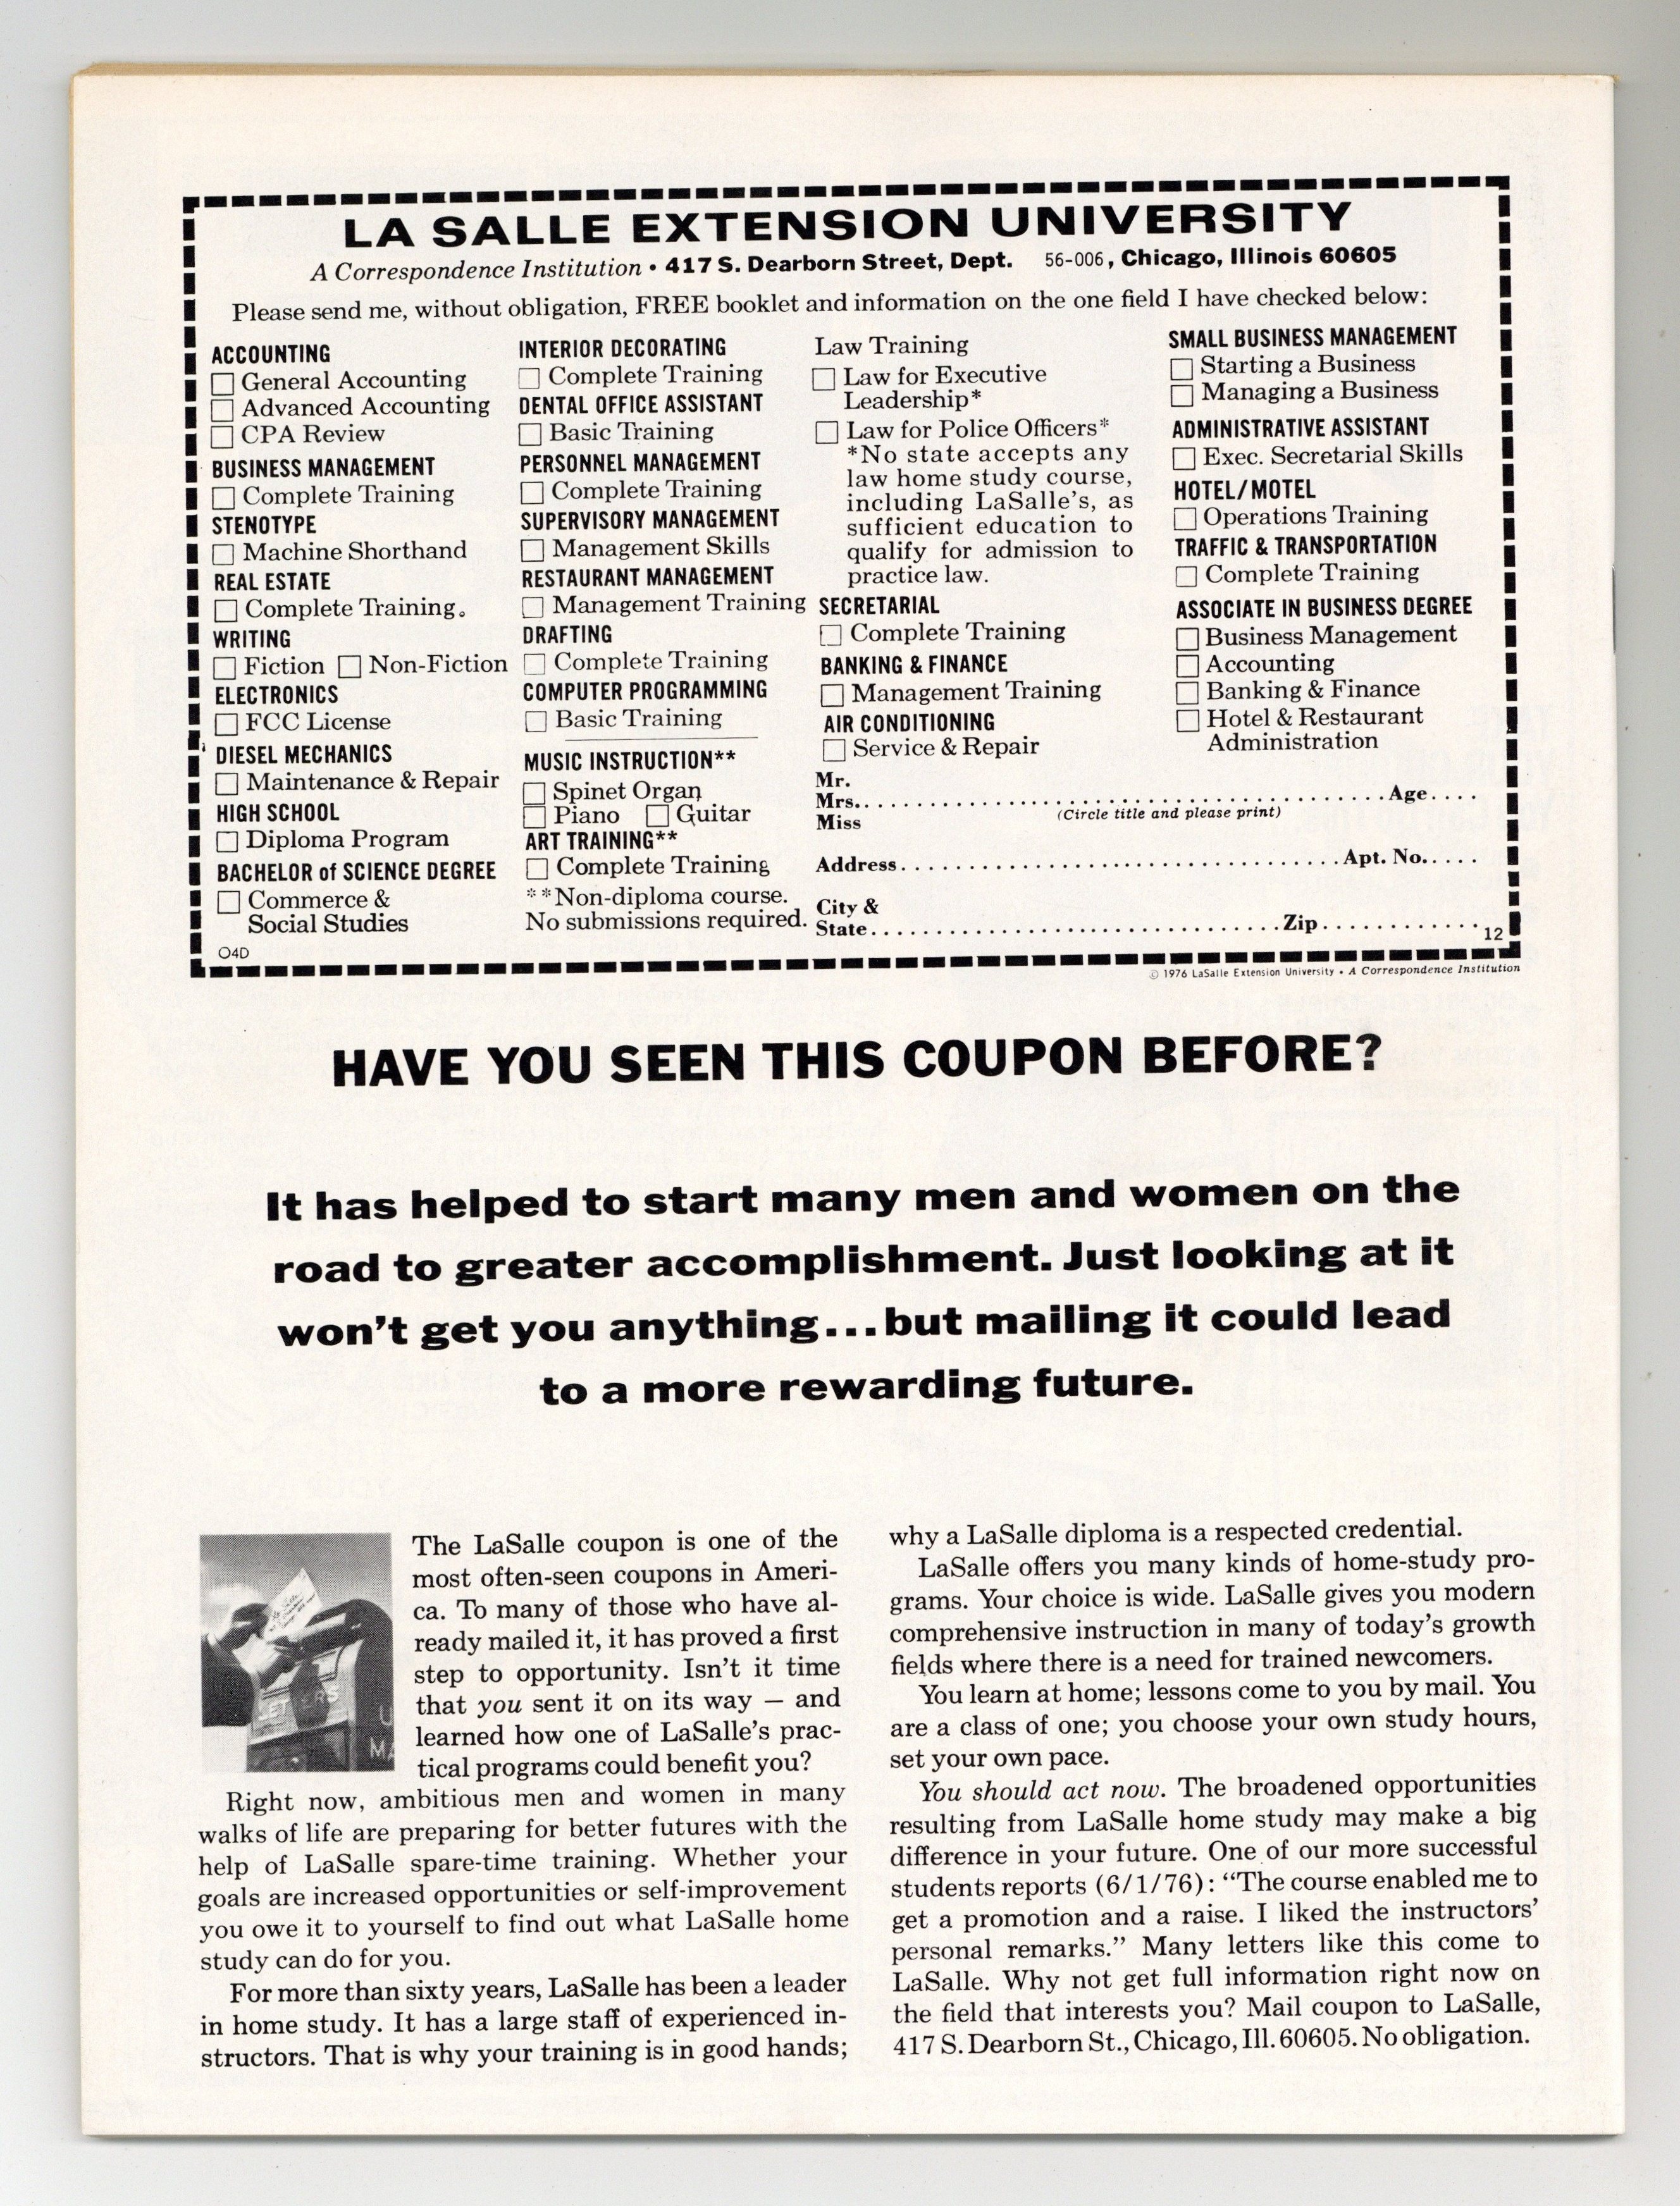 LA SALLE EXTENSION UNIVERSITY
A Correspondence Institution • 417 S. Dearborn Street, Dept. 56-006, Chicago, Illinois 60605
Please send me, without obligation, FREE booklet and information on the one field I have checked below:
ACCOUNTING
General Accounting
Advanced Accounting
CPA Review
BUSINESS MANAGEMENT
Complete Training
STENOTYPE
Machine Shorthand
REAL ESTATE
Complete Training.
WRITING
Fiction Non-Fiction
ELECTRONICS
FCC License
DIESEL MECHANICS
Maintenance & Repair
HIGH SCHOOL
Diploma Program
BACHELOR of SCIENCE DEGREE
Commerce &
Social Studies
O4D
INTERIOR DECORATING
Complete Training
DENTAL OFFICE ASSISTANT
Basic Training
PERSONNEL MANAGEMENT
Complete Training
SUPERVISORY MANAGEMENT
Management Skills
RESTAURANT MANAGEMENT
Management Training
DRAFTING
Complete Training
COMPUTER PROGRAMMING
Basic Training
MUSIC INSTRUCTION**
Spinet Organ
Piano Guitar
ART TRAINING**
Complete Training
**Non-diploma course.
No submissions required.
Law Training
Law for Executive
Leadership*
Law for Police Officers*
*No state accepts any
law home study course,
including LaSalle's, as
sufficient education to
qualify for admission to
practice law.
SECRETARIAL
Complete Training
BANKING & FINANCE
Management Training
AIR CONDITIONING
Service & Repair
SMALL BUSINESS MANAGEMENT
Starting a Business
Managing a Business
ADMINISTRATIVE ASSISTANT
Exec. Secretarial Skills
HOTEL/MOTEL
Operations Training
TRAFFIC & TRANSPORTATION
Complete Training
ASSOCIATE IN BUSINESS DEGREE
Business Management
Accounting
Banking & Finance
Hotel & Restaurant
Administration
Mr.
Mrs. Age
Miss (Circle title and please print)
Address Apt. No.
City &
State Zip
12
© 1976 LaSalle Extension University • A Correspondence Institution
HAVE YOU SEEN THIS COUPON BEFORE?
It has helped to start many men and women on the
road to greater accomplishment. Just looking at it
won't get you anything...but mailing it could lead
to a more rewarding future.
LETTERS
U
MA
The LaSalle coupon is one of the
most often-seen coupons in Ameri-
ca. To many of those who have al-
ready mailed it, it has proved a first
step to opportunity. Isn't it time
that you sent it on its way — and
learned how one of LaSalle's prac-
tical programs could benefit you?
Right now, ambitious men and women in many
walks of life are preparing for better futures with the
help of LaSalle spare-time training. Whether your
goals are increased opportunities or self-improvement
you owe it to yourself to find out what LaSalle home
study can do for you.
For more than sixty years, LaSalle has been a leader
in home study. It has a large staff of experienced in-
structors. That is why your training is in good hands;
why a LaSalle diploma is a respected credential.
LaSalle offers you many kinds of home-study pro-
grams. Your choice is wide. LaSalle gives you modern
comprehensive instruction in many of today's growth
fields where there is a need for trained newcomers.
You learn at home; lessons come to you by mail. You
are a class of one; you choose your own study hours,
set your own pace.
You should act now. The broadened opportunities
resulting from LaSalle home study may make a big
difference in your future. One of our more successful
students reports (6/1/76): “The course enabled me to
get a promotion and a raise. I liked the instructors'
personal remarks.” Many letters like this come to
LaSalle. Why not get full information right now on
the field that interests you? Mail coupon to LaSalle,
417 S. Dearborn St., Chicago, Ill. 60605. No obligation.